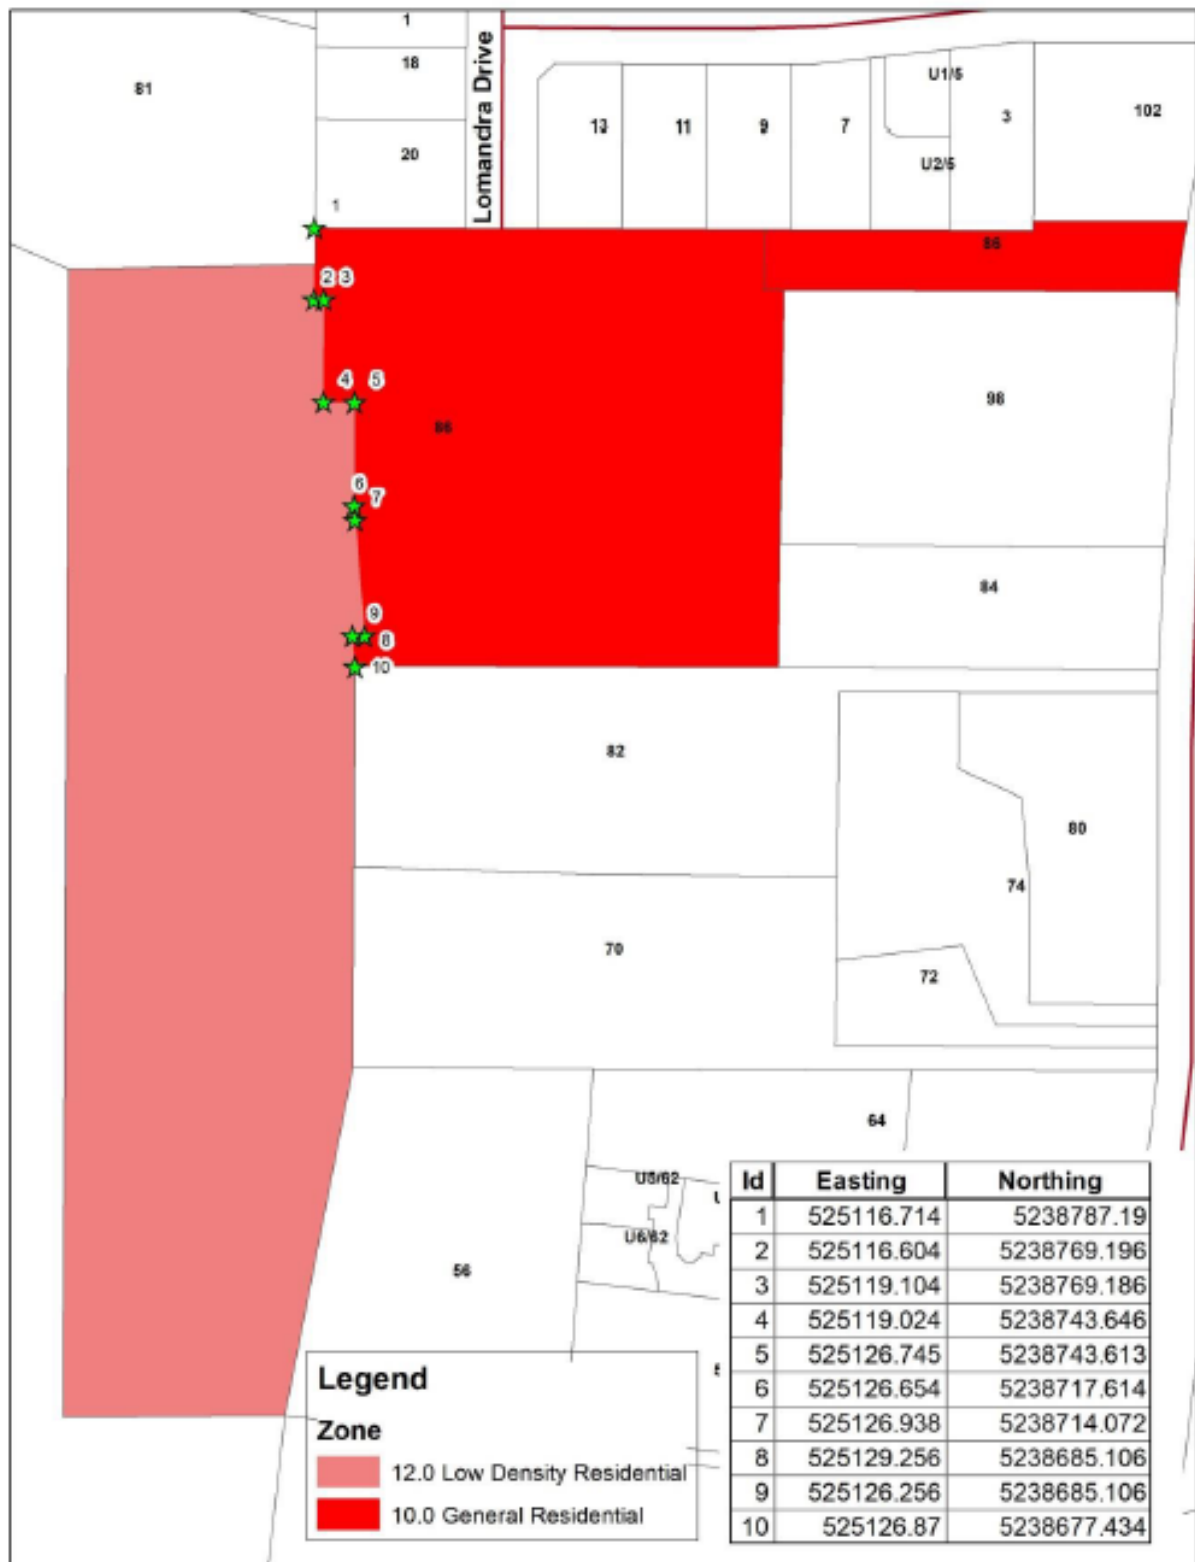 1
18
81
U1/5
102
13
11
9
7
3
20
U2/5
Lomandra Drive
1
86
2 3
4 5
98
86
6
7
84
9
8
10
82
80
74
70
72
64
U5/62
U6/62
56
Id Easting Northing
1 525116.714 5238787.19
2 525116.604 5238769.196
3 525119.104 5238769.186
4 525119.024 5238743.646
5 525126.745 5238743.613
6 525126.654 5238717.614
7 525126.938 5238714.072
8 525129.256 5238685.106
9 525126.256 5238685.106
10 525126.87 5238677.434
Legend
Zone
12.0 Low Density Residential
10.0 General Residential